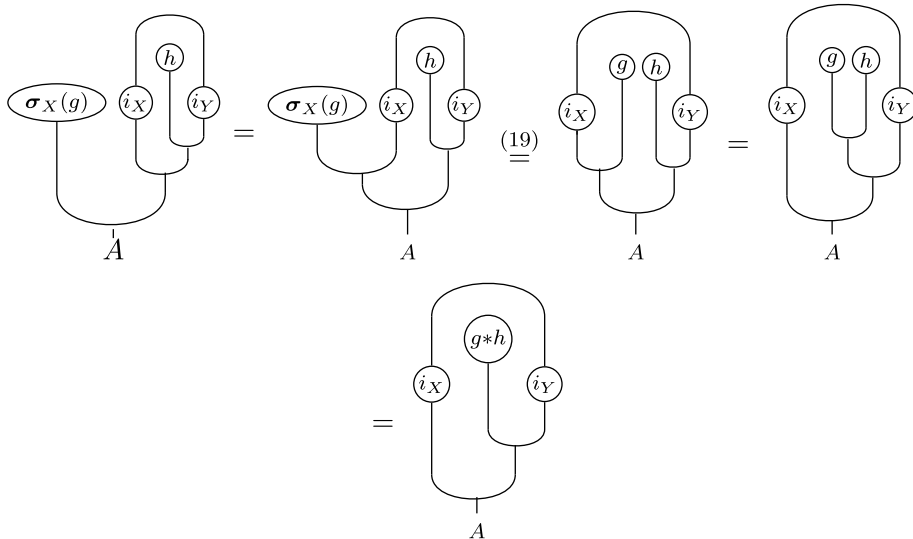 h h g h g h
σ_X(g) i_X i_Y = σ_X(g) i_X i_Y (19) = i_X i_Y = i_X i_Y
A A A A
g*h
= i_X i_Y
A